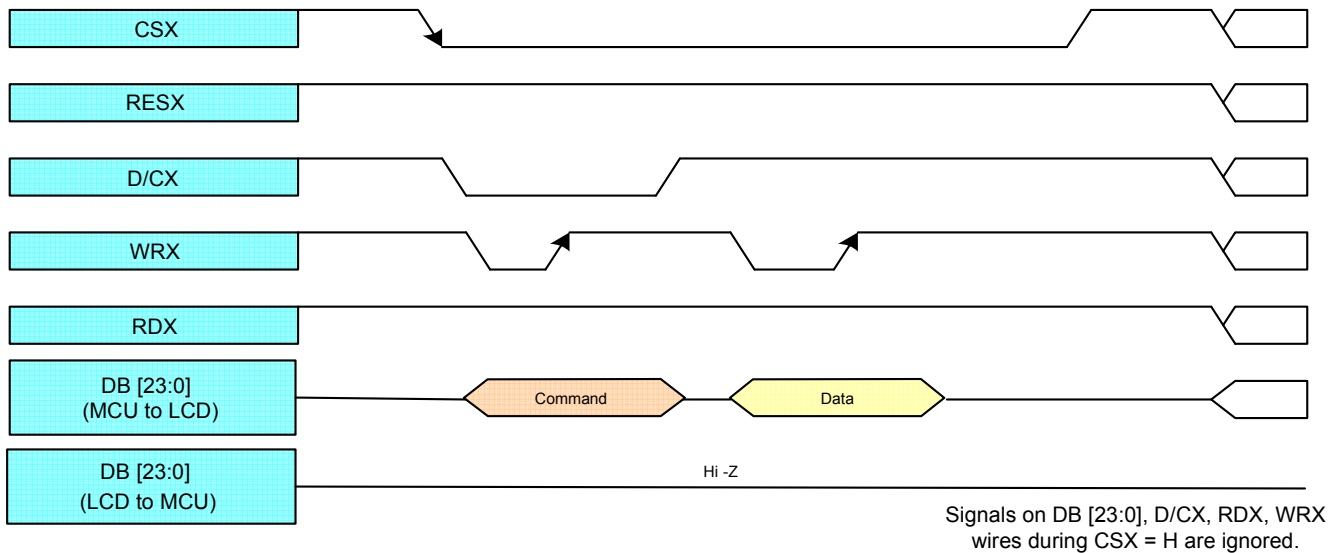 CSX
RESX
D/CX
WRX
RDX
DB [23:0]
(MCU to LCD)
Command
Data
DB [23:0]
(LCD to MCU)
Hi -Z
Signals on DB [23:0], D/CX, RDX, WRX
wires during CSX = H are ignored.